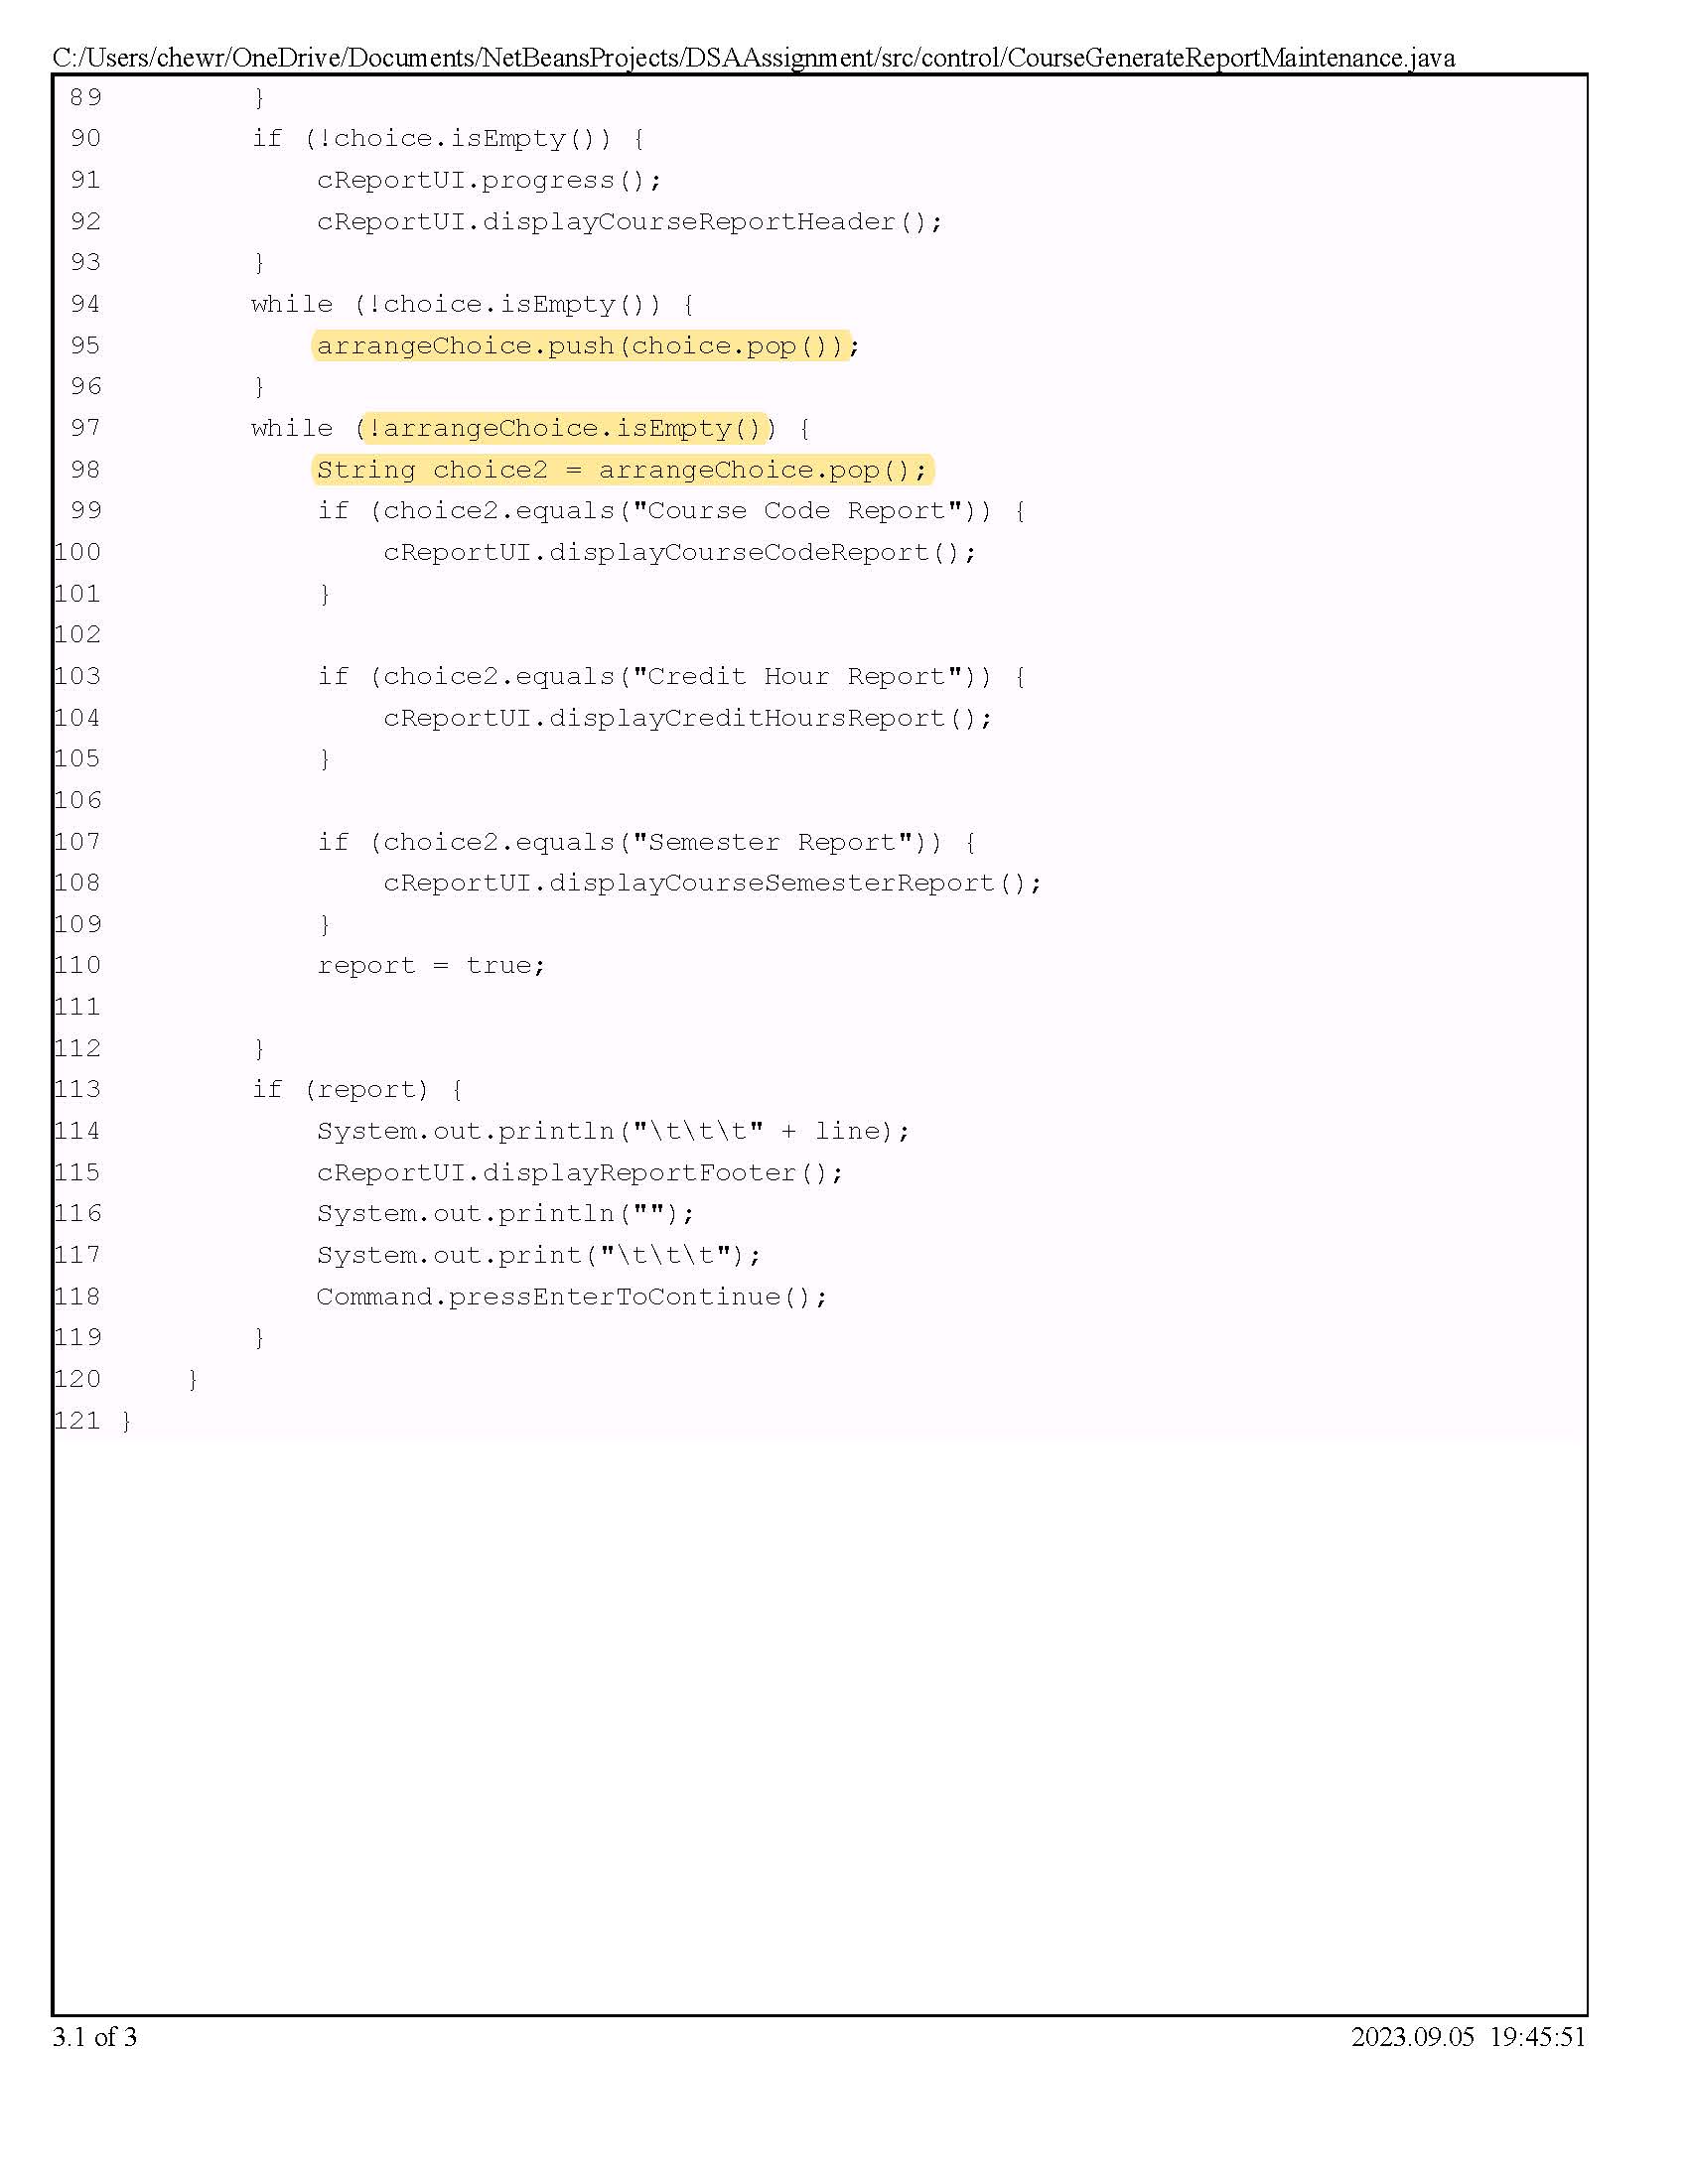 C:/Users/chewr/OneDrive/Documents/NetBeansProjects/DSAAssignment/src/control/CourseGenerateReportMaintenance.java
89         }
90         if (!choice.isEmpty()) {
91             cReportUI.progress();
92             cReportUI.displayCourseReportHeader();
93         }
94         while (!choice.isEmpty()) {
95             arrangeChoice.push(choice.pop());
96         }
97         while (!arrangeChoice.isEmpty()) {
98             String choice2 = arrangeChoice.pop();
99             if (choice2.equals("Course Code Report")) {
100                 cReportUI.displayCourseCodeReport();
101             }
102
103             if (choice2.equals("Credit Hour Report")) {
104                 cReportUI.displayCreditHoursReport();
105             }
106
107             if (choice2.equals("Semester Report")) {
108                 cReportUI.displayCourseSemesterReport();
109             }
110             report = true;
111
112         }
113         if (report) {
114             System.out.println("\t\t\t" + line);
115             cReportUI.displayReportFooter();
116             System.out.println("");
117             System.out.print("\t\t\t");
118             Command.pressEnterToContinue();
119         }
120     }
121 }
3.1 of 3
2023.09.05 19:45:51